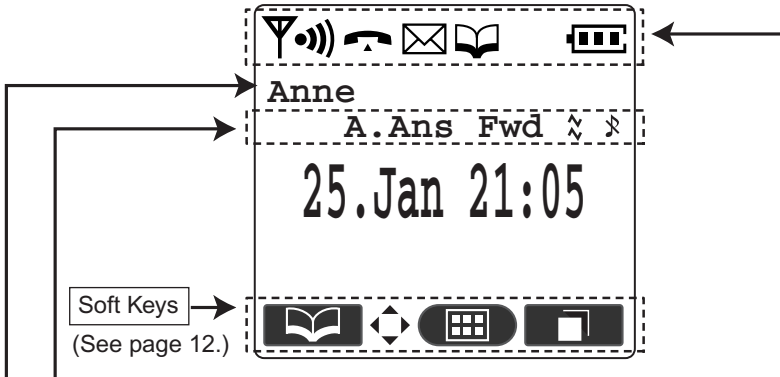 Anne
A.Ans Fwd
25.Jan 21:05
Soft Keys
(See page 12.)